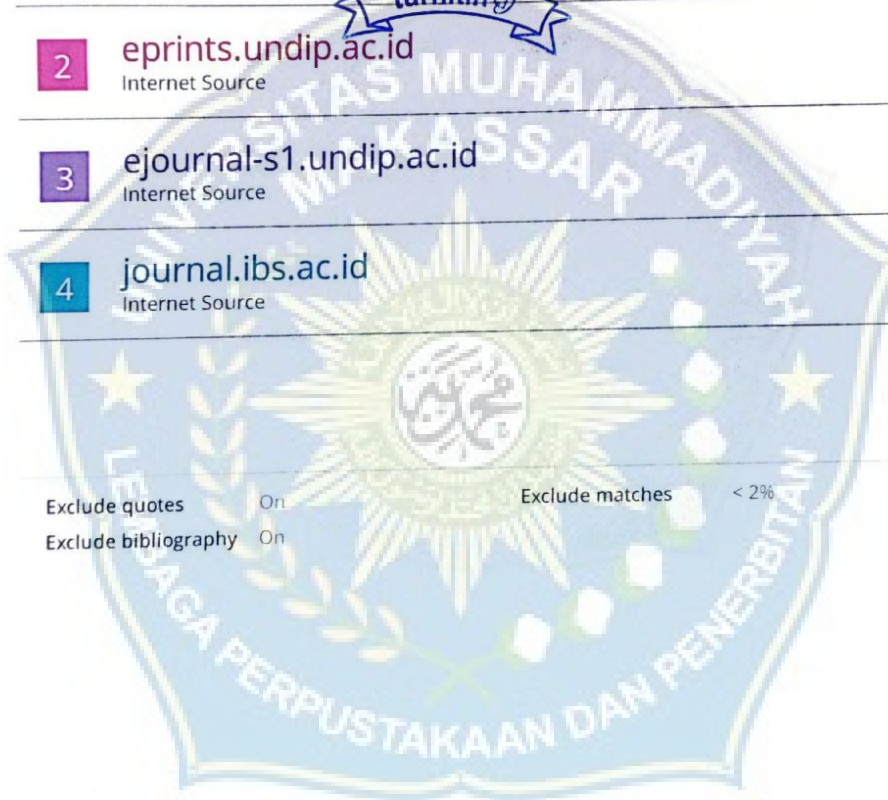 turnitin
2 eprints.undip.ac.id
Internet Source
3 ejournal-s1.undip.ac.id
Internet Source
4 journal.ibs.ac.id
Internet Source
Exclude quotes On
Exclude matches < 2%
Exclude bibliography On
UNIVERSITAS MUHAMMADIYAH
MAKASSAR
LEMBAGA PERPUSTAKAAN DAN PENERBITAN